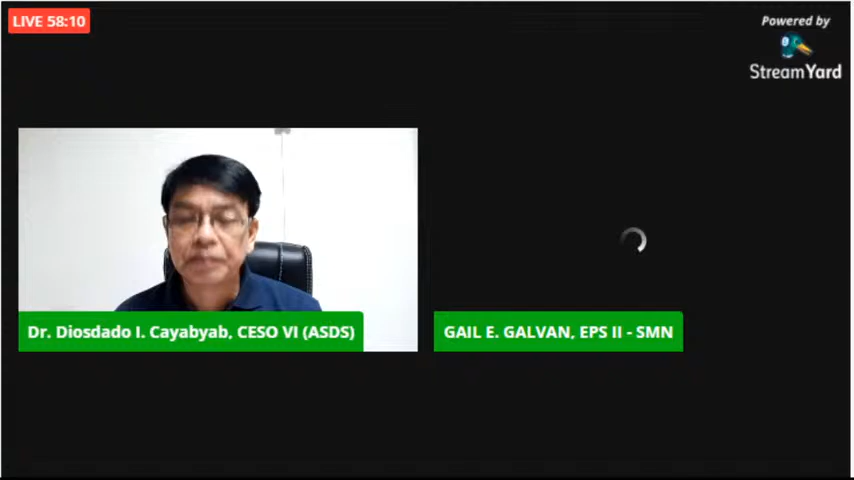 LIVE 58:10
Powered by
StreamYard
Dr. Diosdado I. Cayabyab, CESO VI (ASDS)
GAIL E. GALVAN, EPS II - SMN